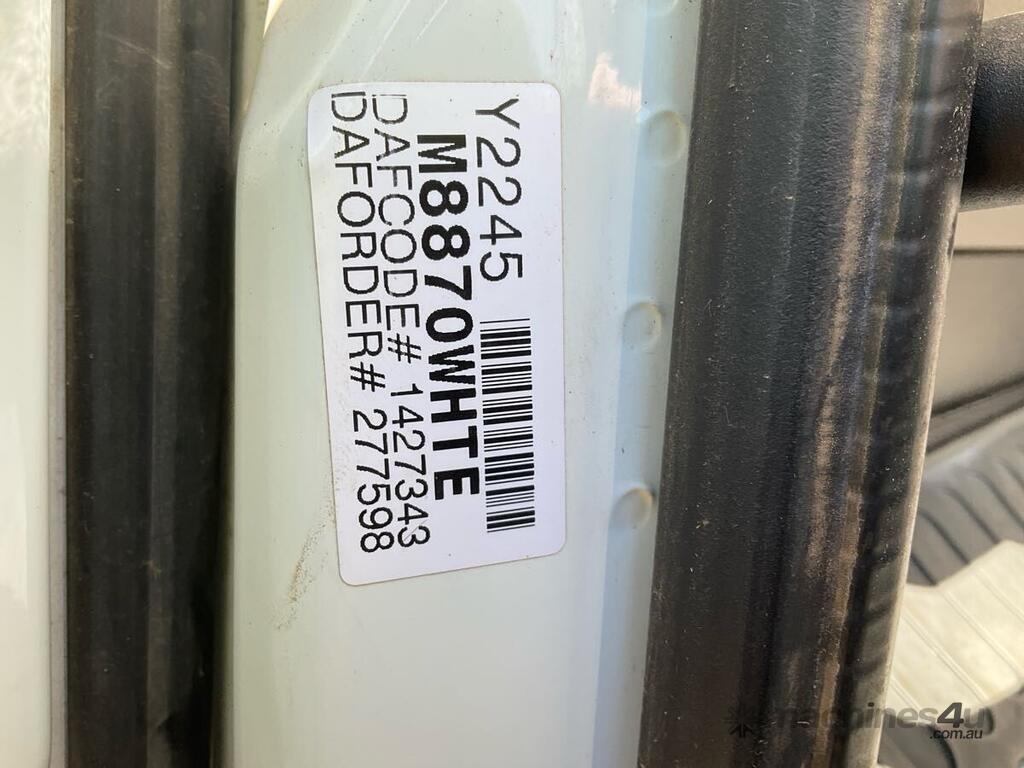 Y2245
M8870WHTE
DAFCODE# 1427343
DAFORDER# 277598
machines4u
.com.au